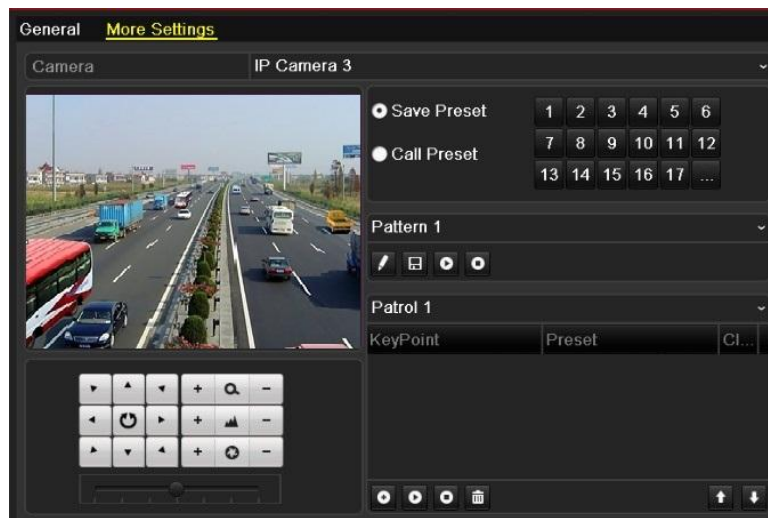 General More Settings
Camera IP Camera 3
Save Preset
Call Preset
1 2 3 4 5 6
7 8 9 10 11 12
13 14 15 16 17 ...
Pattern 1
Patrol 1
KeyPoint Preset Cl...